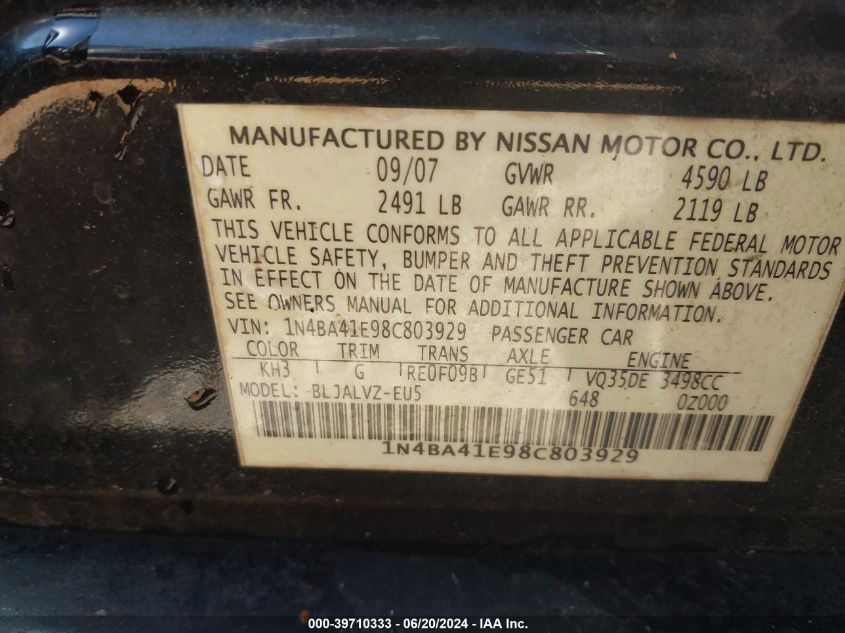 MANUFACTURED BY NISSAN MOTOR CO., LTD.
DATE 09/07 GVWR 4590 LB
GAWR FR. 2491 LB GAWR RR. 2119 LB
THIS VEHICLE CONFORMS TO ALL APPLICABLE FEDERAL MOTOR
VEHICLE SAFETY, BUMPER AND THEFT PREVENTION STANDARDS
IN EFFECT ON THE DATE OF MANUFACTURE SHOWN ABOVE.
SEE OWNERS MANUAL FOR ADDITIONAL INFORMATION.
VIN: 1N4BA41E98C803929 PASSENGER CAR
COLOR TRIM TRANS AXLE ENGINE
KH3 G RE0F09B GE51 VQ35DE 3498CC
MODEL: BLJALVZ-EU5 648 0Z000
1N4BA41E98C803929
000-39710333 - 06/20/2024 - IAA Inc.